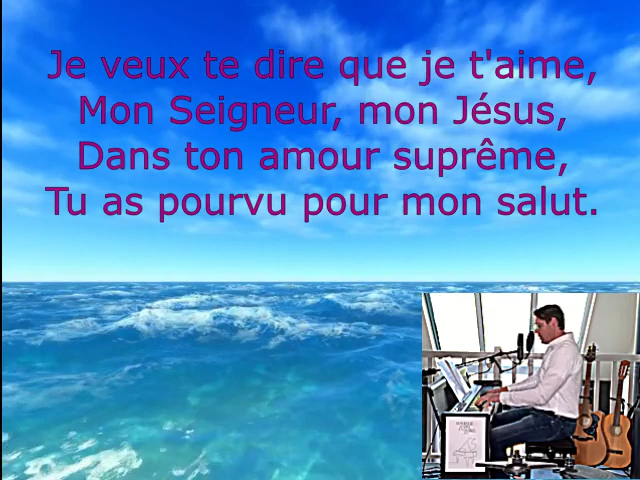 Je veux te dire que je t'aime,
Mon Seigneur, mon Jésus,
Dans ton amour suprême,
Tu as pourvu pour mon salut.